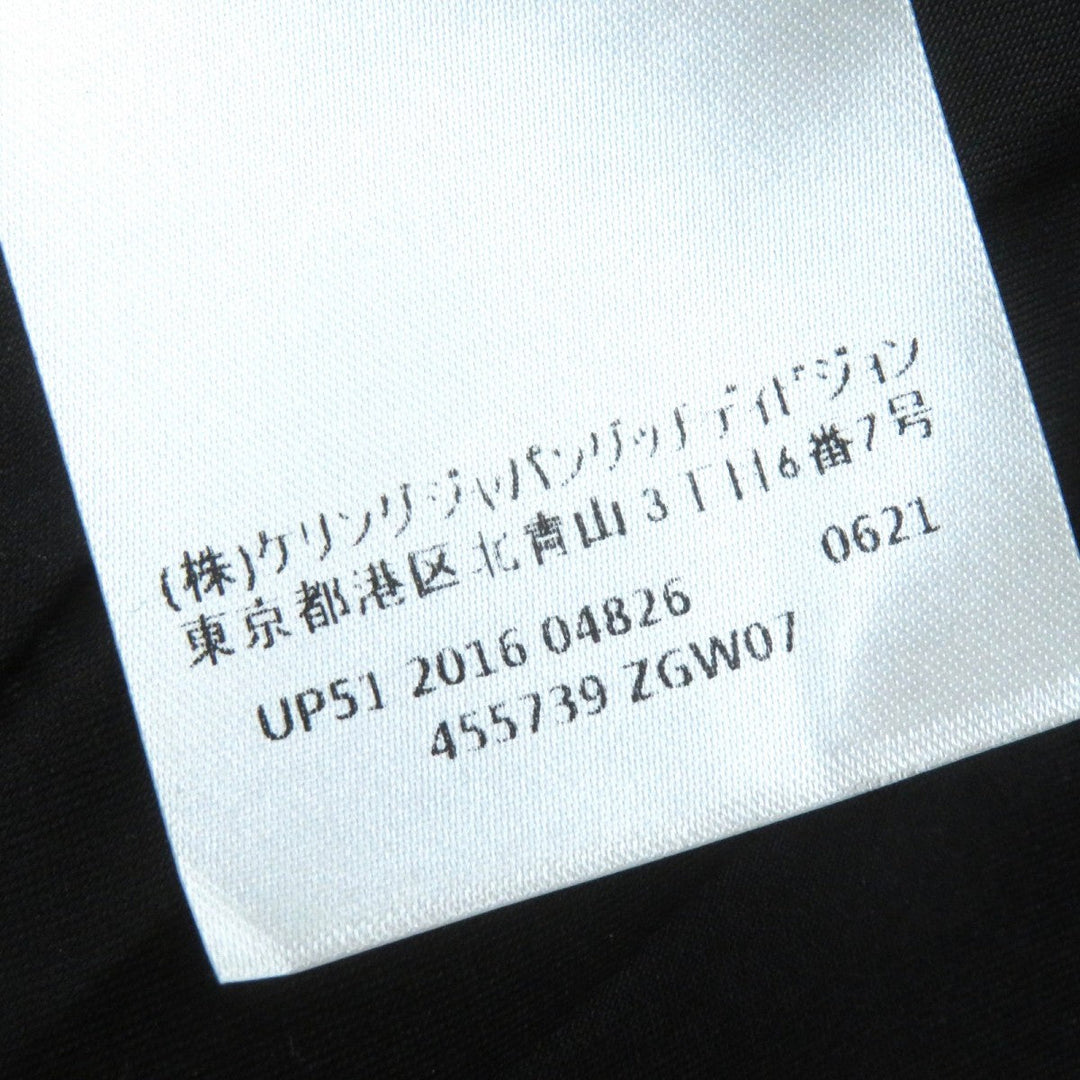 (株)ケリングジャパングッチディビジョン
東京都港区北青山3丁目6番7号
0621
UP51 2016 04826
455739 ZGW07